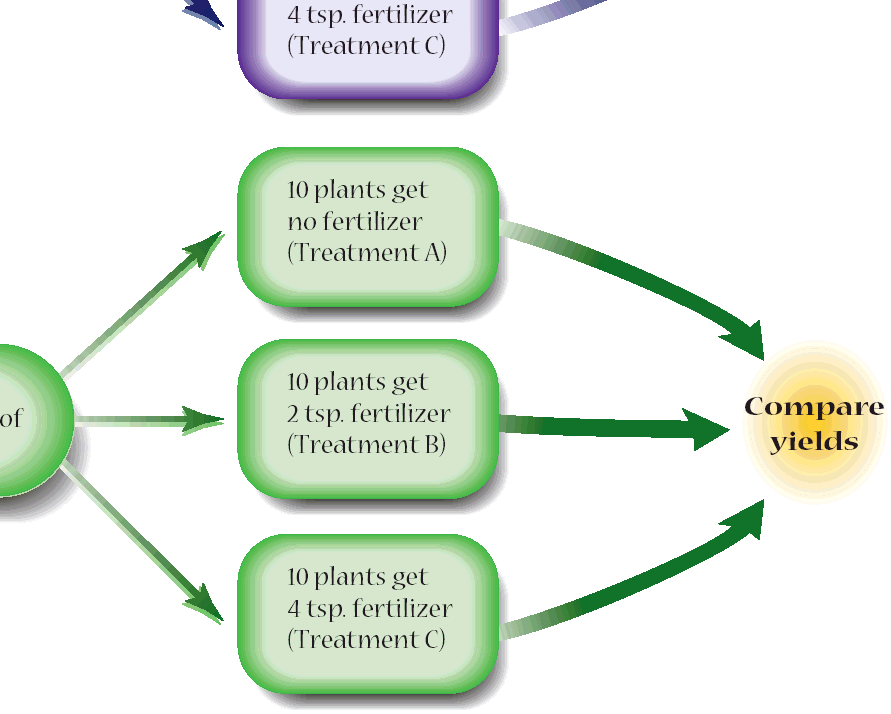 4 tsp. fertilizer
(Treatment C)
10 plants get
no fertilizer
(Treatment A)
10 plants get
2 tsp. fertilizer
(Treatment B)
of
Compare
yields
10 plants get
4 tsp. fertilizer
(Treatment C)